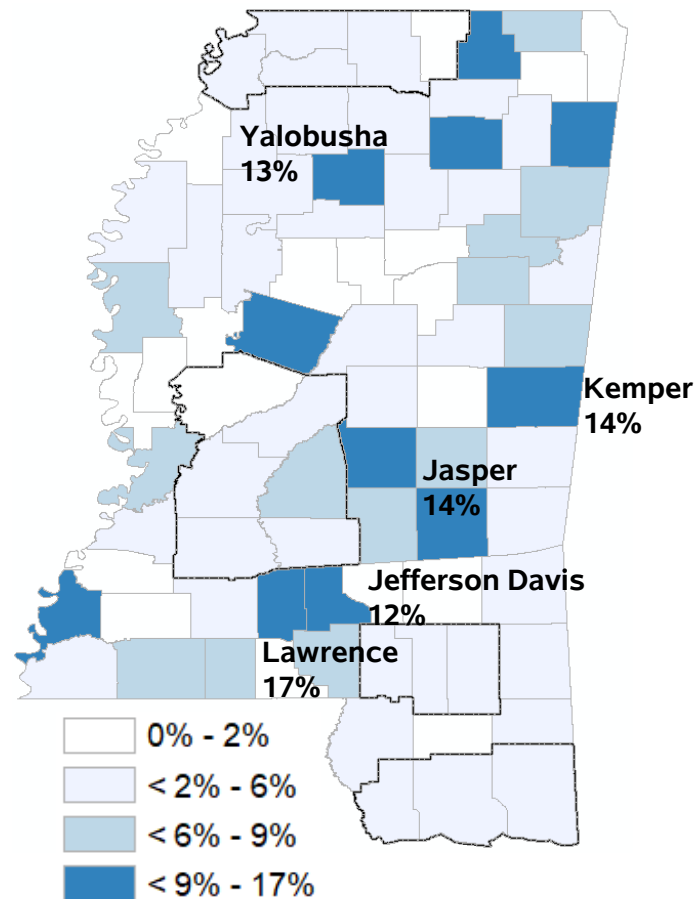 Yalobusha
13%
Kemper
14%
Jasper
14%
Jefferson Davis
12%
Lawrence
17%
0% - 2%
< 2% - 6%
< 6% - 9%
< 9% - 17%